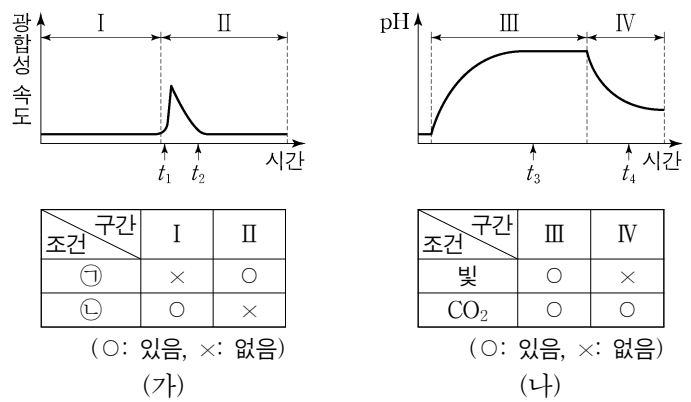 광합성 속도
Ⅰ Ⅱ
t₁ t₂ 시간
구간 조건 Ⅰ Ⅱ
㉠ × ○
㉡ ○ ×
(○: 있음, ×: 없음)
(가)
pH
Ⅲ Ⅳ
t₃ t₄ 시간
구간 조건 Ⅲ Ⅳ
빛 ○ ×
CO₂ ○ ○
(○: 있음, ×: 없음)
(나)